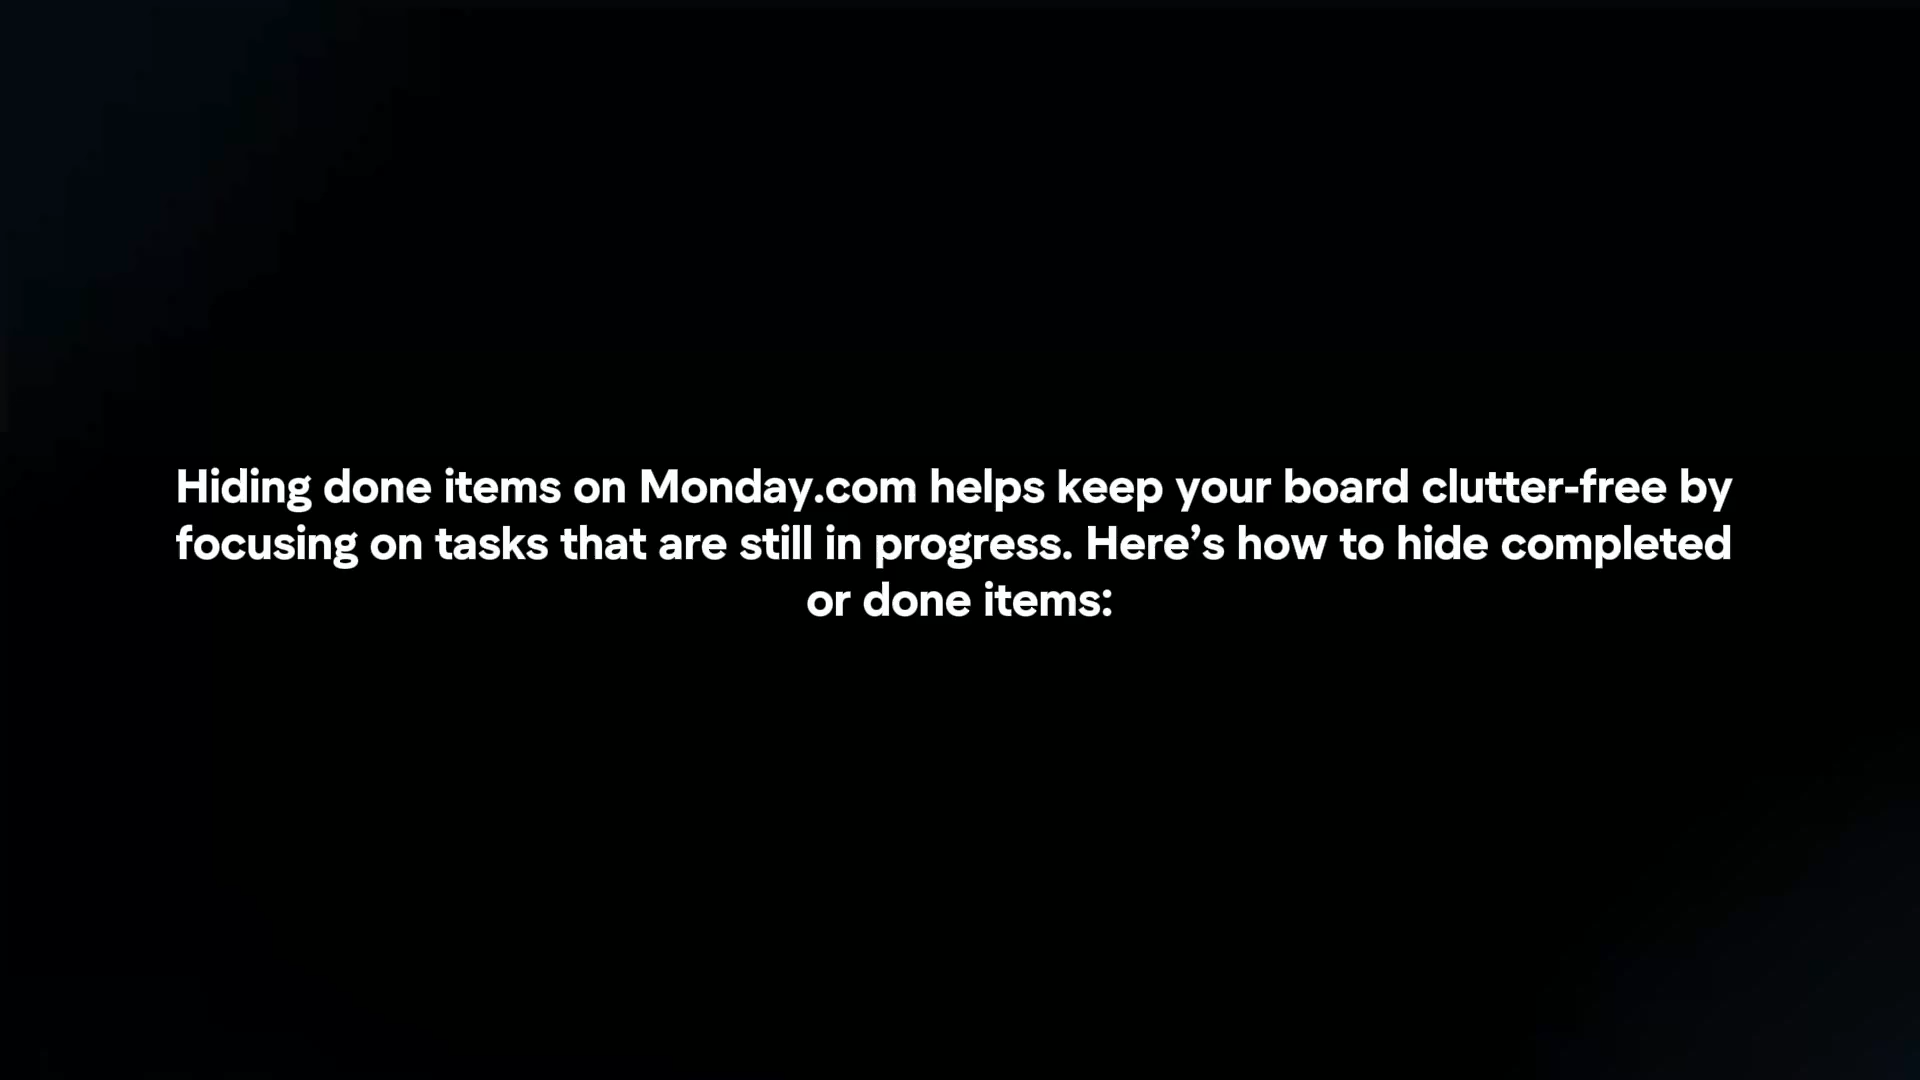 Hiding done items on Monday.com helps keep your board clutter-free by
focusing on tasks that are still in progress. Here’s how to hide completed
or done items: